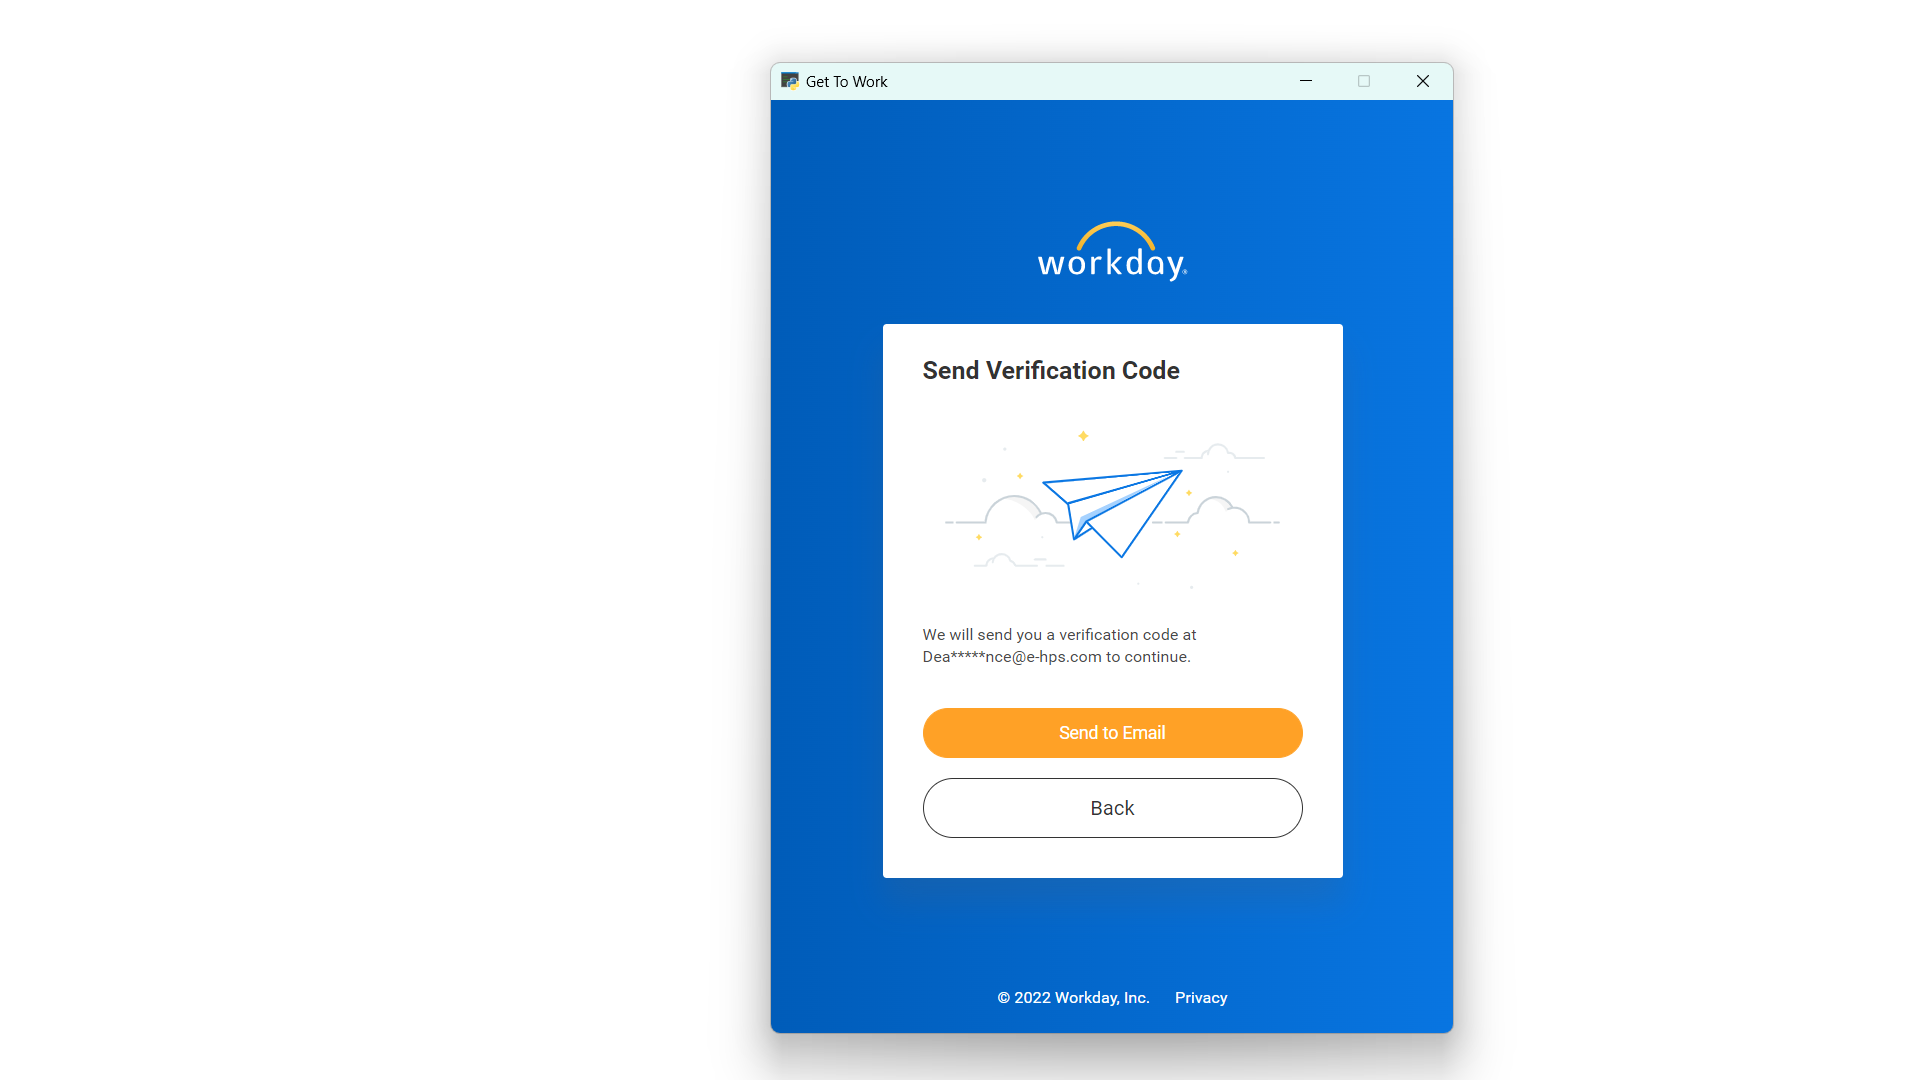 Get To Work
workday®
Send Verification Code
We will send you a verification code at
Dea*****nce@e-hps.com to continue.
Send to Email
Back
© 2022 Workday, Inc. Privacy